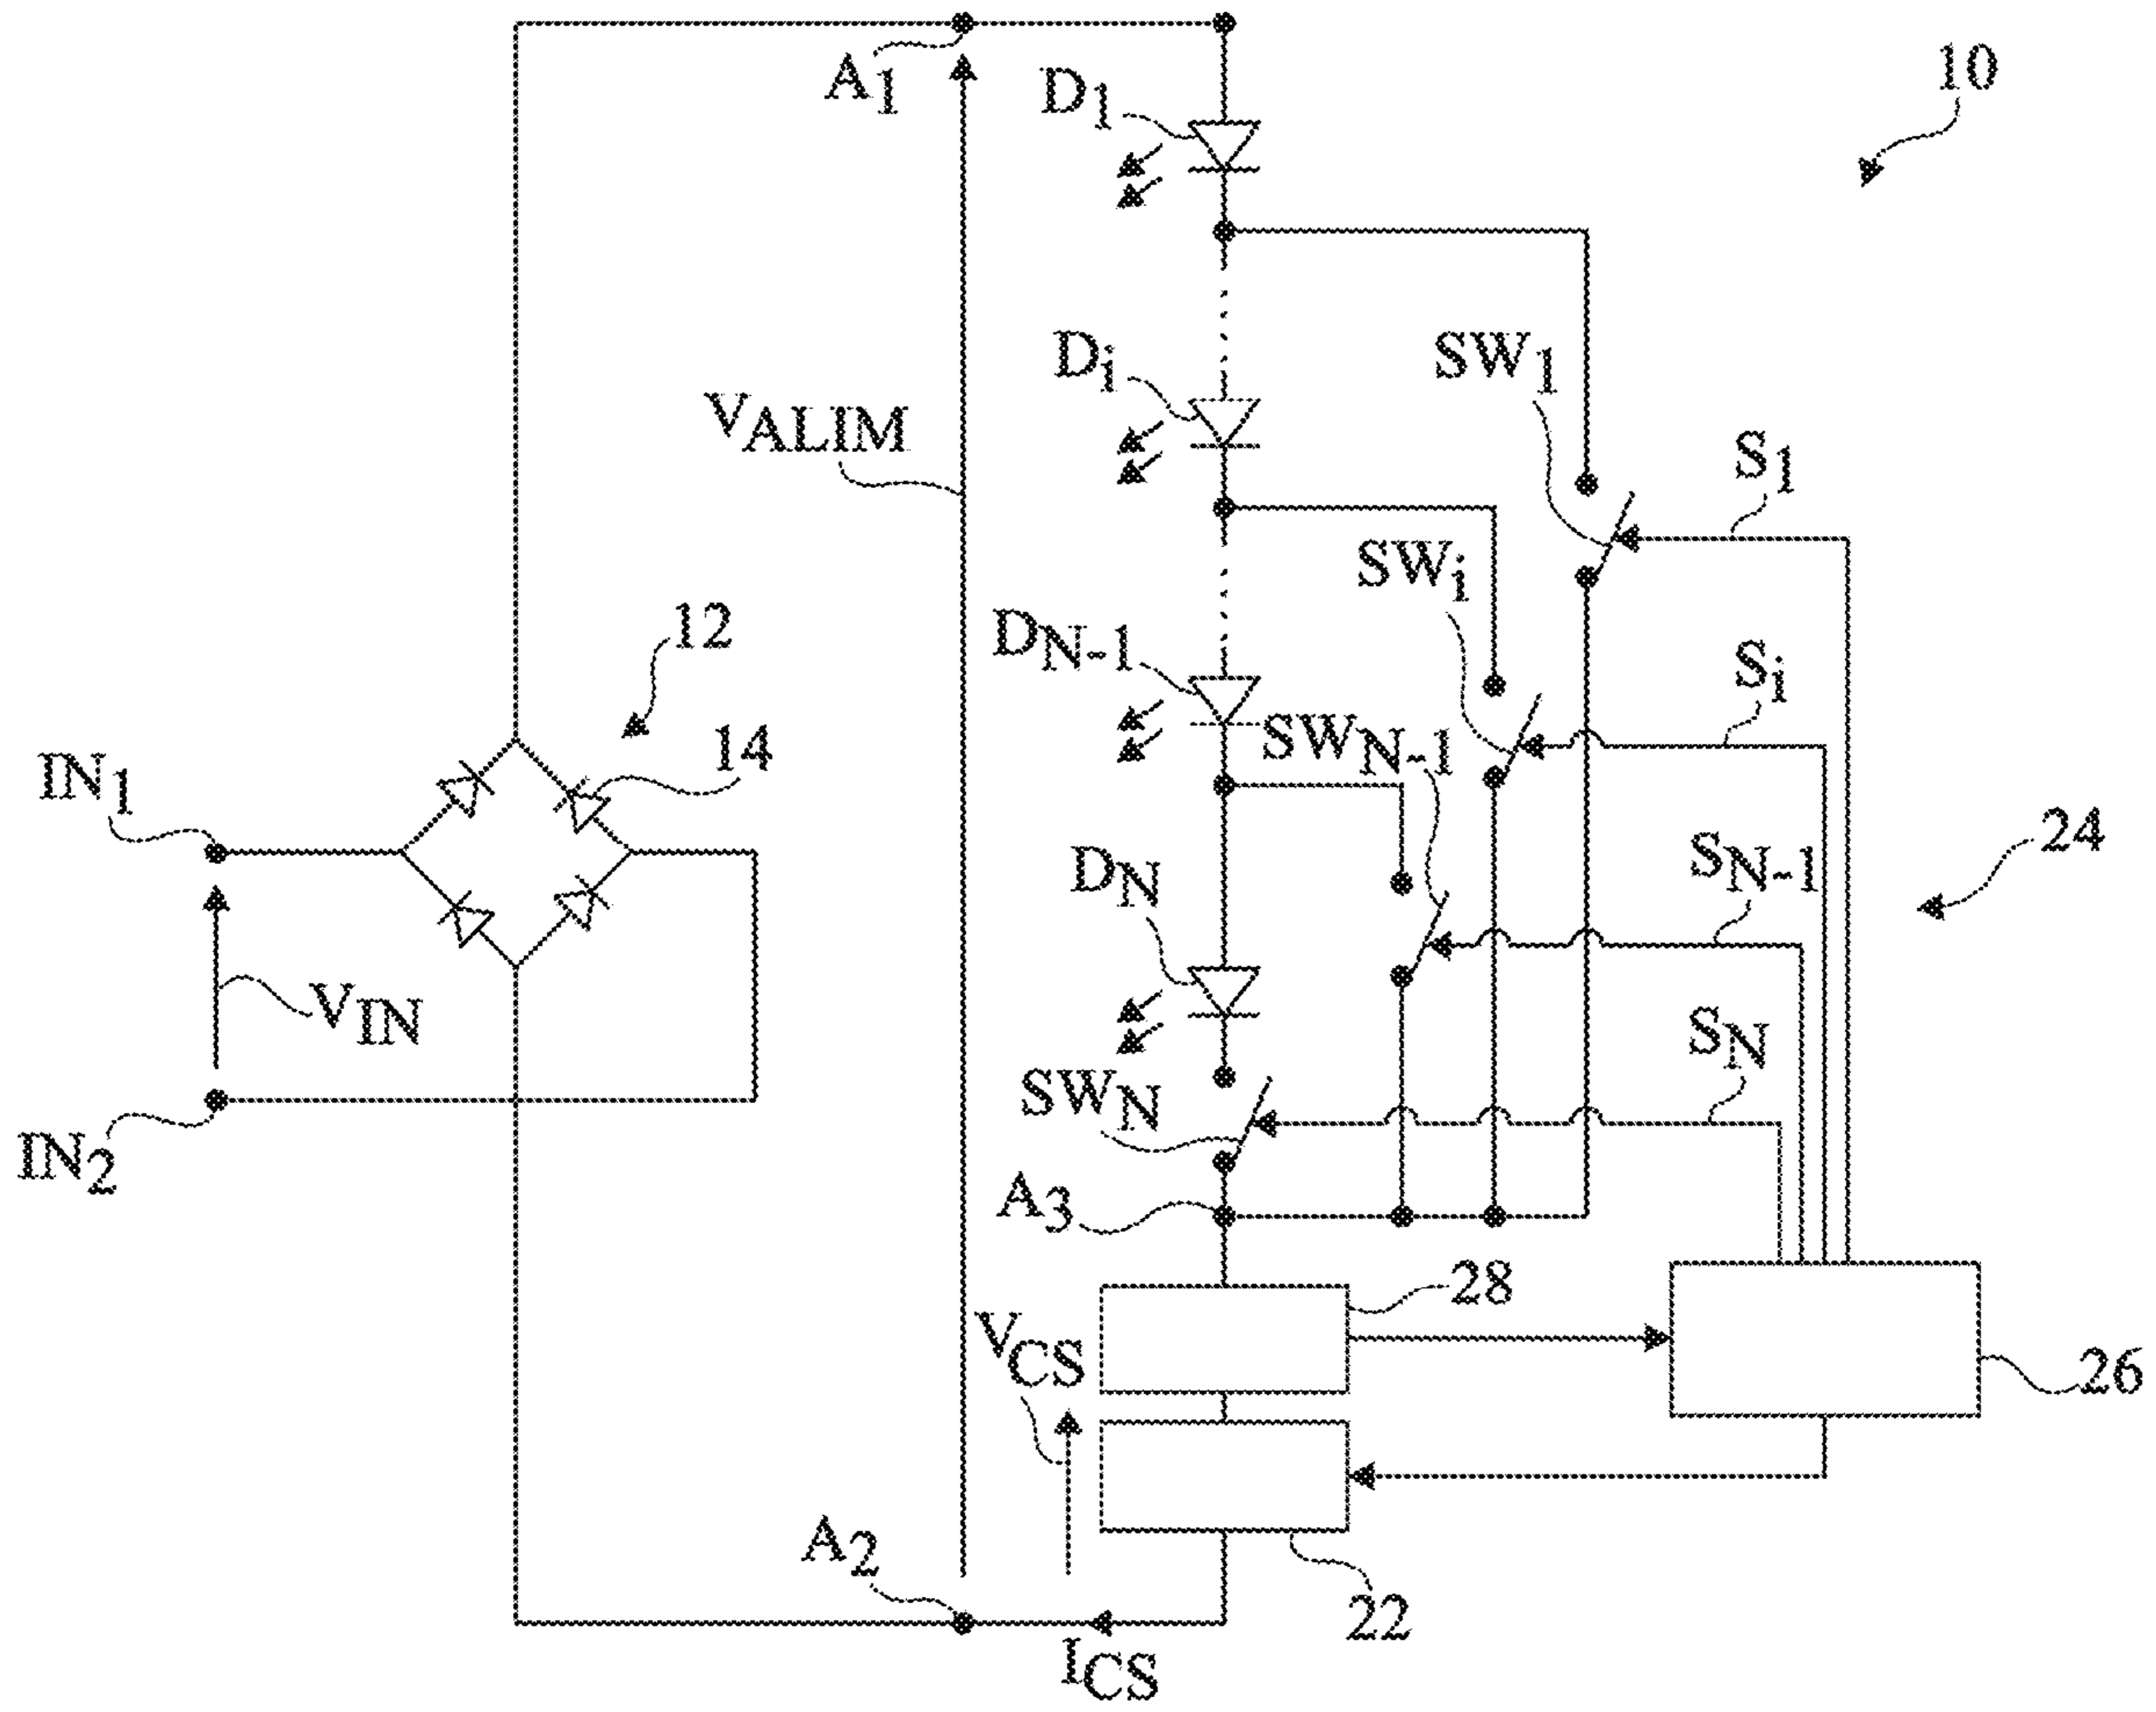 A1
D1
10
Di
SW1
VALIM
S1
SWi
12
DN-1
Si
14
SWN-1
IN1
24
SN-1
DN
VIN
SN
SWN
IN2
A3
28
VCS
26
A2
22
ICS